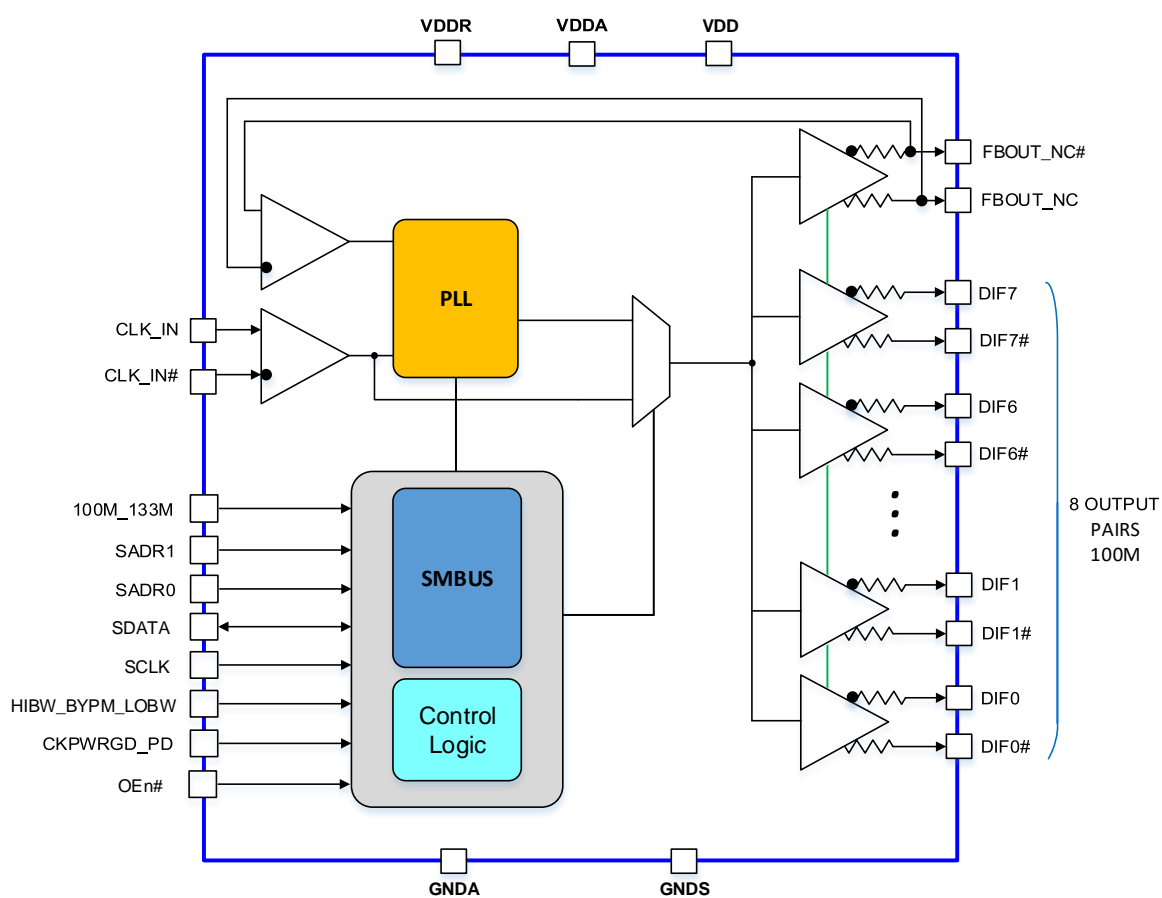 VDDR
VDDA
VDD
FBOUT_NC#
FBOUT_NC
PLL
DIF7
CLK_IN
DIF7#
CLK_IN#
DIF6
DIF6#
100M_133M
8 OUTPUT
PAIRS
100M
SADR1
SMBUS
SADR0
DIF1
SDATA
DIF1#
SCLK
HIBW_BYPM_LOBW
DIF0
Control
Logic
CKPWRGD_PD
DIF0#
OEn#
GNDA
GNDS